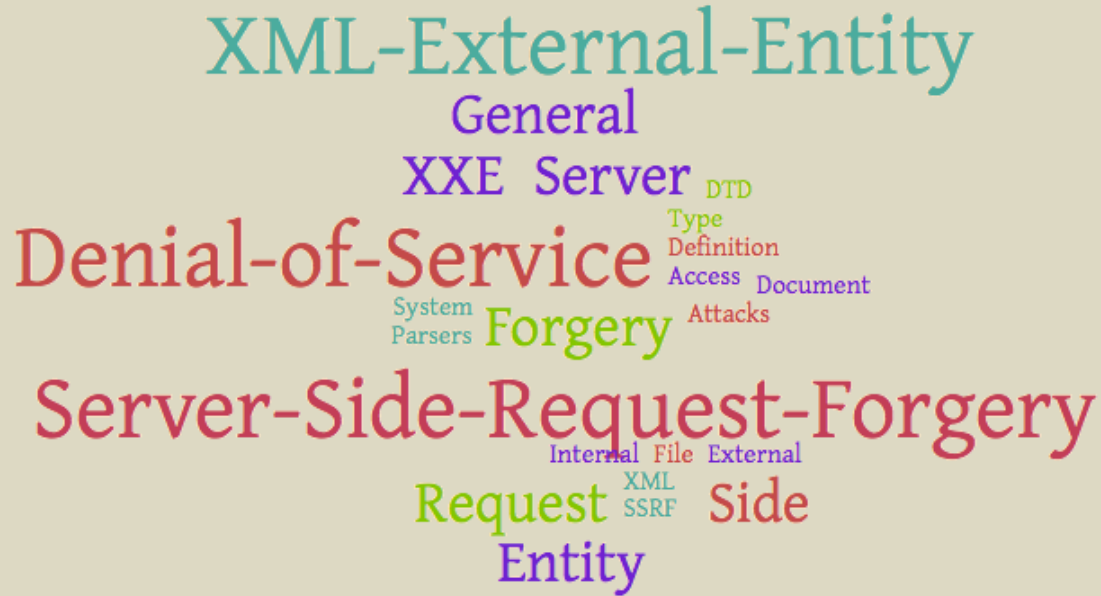 XML-External-Entity
General
XXE Server DTD
Type
Denial-of-Service Definition
Access Document
System Forgery Attacks
Parsers
Server-Side-Request-Forgery
Internal File External
XML
Request SSRF Side
Entity